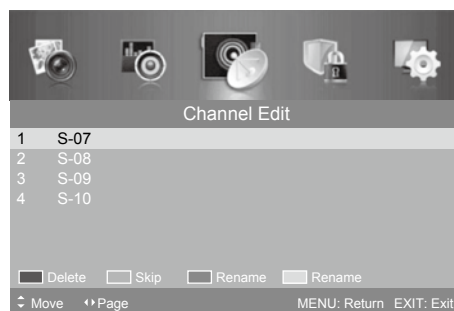 Channel Edit
1 S-07
2 S-08
3 S-09
4 S-10
Delete Skip Rename Rename
Move Page MENU: Return EXIT: Exit